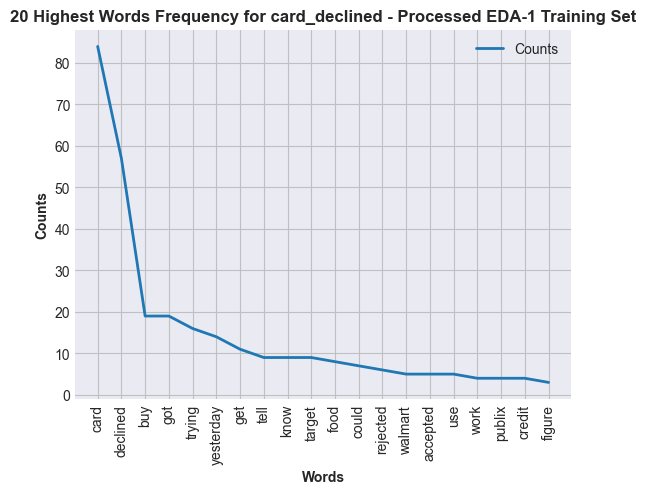 20 Highest Words Frequency for card_declined - Processed EDA-1 Training Set
Counts
80
70
60
50
40
30
20
10
0
Counts
card
declined
buy
got
trying
yesterday
get
tell
know
target
food
could
rejected
walmart
accepted
use
work
publix
credit
figure
Words